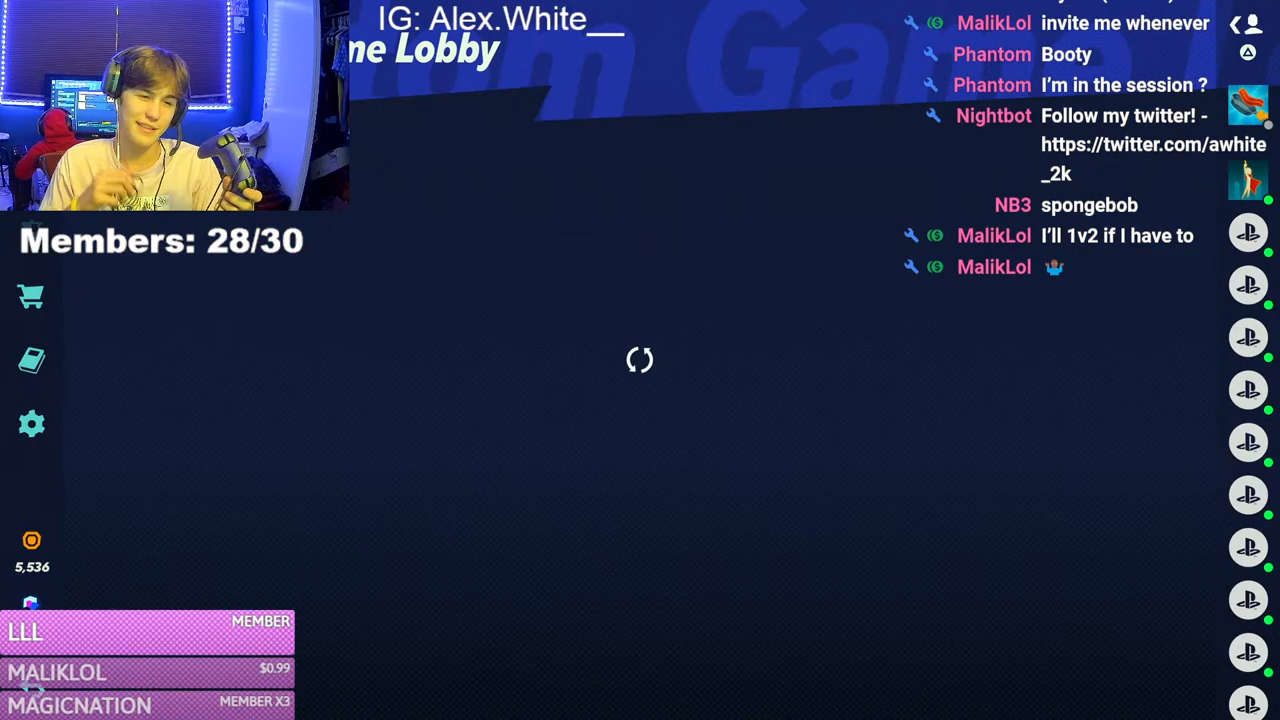 IG: Alex.White__
me Lobby
Members: 28/30
MalikLol invite me whenever
Phantom Booty
Phantom I'm in the session ?
Nightbot Follow my twitter! -
https://twitter.com/awhite
_2k
NB3 spongebob
MalikLol I'll 1v2 if I have to
MalikLol 🤷🏾‍♂️
5,536
LLL MEMBER
MALIKLOL $0.99
MAGICNATION MEMBER X3